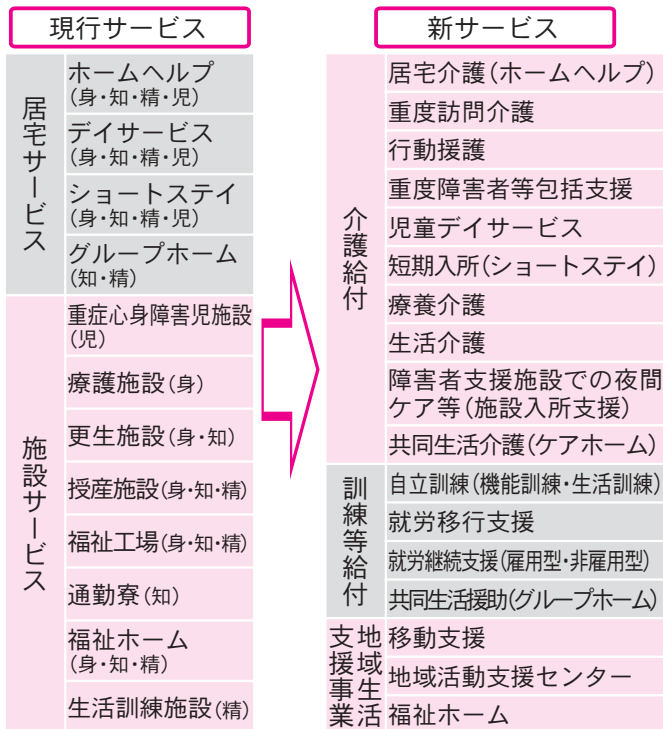 現行サービス
居宅サービス
ホームヘルプ
(身・知・精・児)
デイサービス
(身・知・精・児)
ショートステイ
(身・知・精・児)
グループホーム
(知・精)
施設サービス
重症心身障害児施設
(児)
療護施設(身)
更生施設(身・知)
授産施設(身・知・精)
福祉工場(身・知・精)
通勤寮(知)
福祉ホーム
(身・知・精)
生活訓練施設(精)
新サービス
介護給付
居宅介護(ホームヘルプ)
重度訪問介護
行動援護
重度障害者等包括支援
児童デイサービス
短期入所(ショートステイ)
療養介護
生活介護
障害者支援施設での夜間
ケア等(施設入所支援)
共同生活介護(ケアホーム)
訓練等給付
自立訓練(機能訓練・生活訓練)
就労移行支援
就労継続支援(雇用型・非雇用型)
共同生活援助(グループホーム)
地域生活
支援事業
移動支援
地域活動支援センター
福祉ホーム